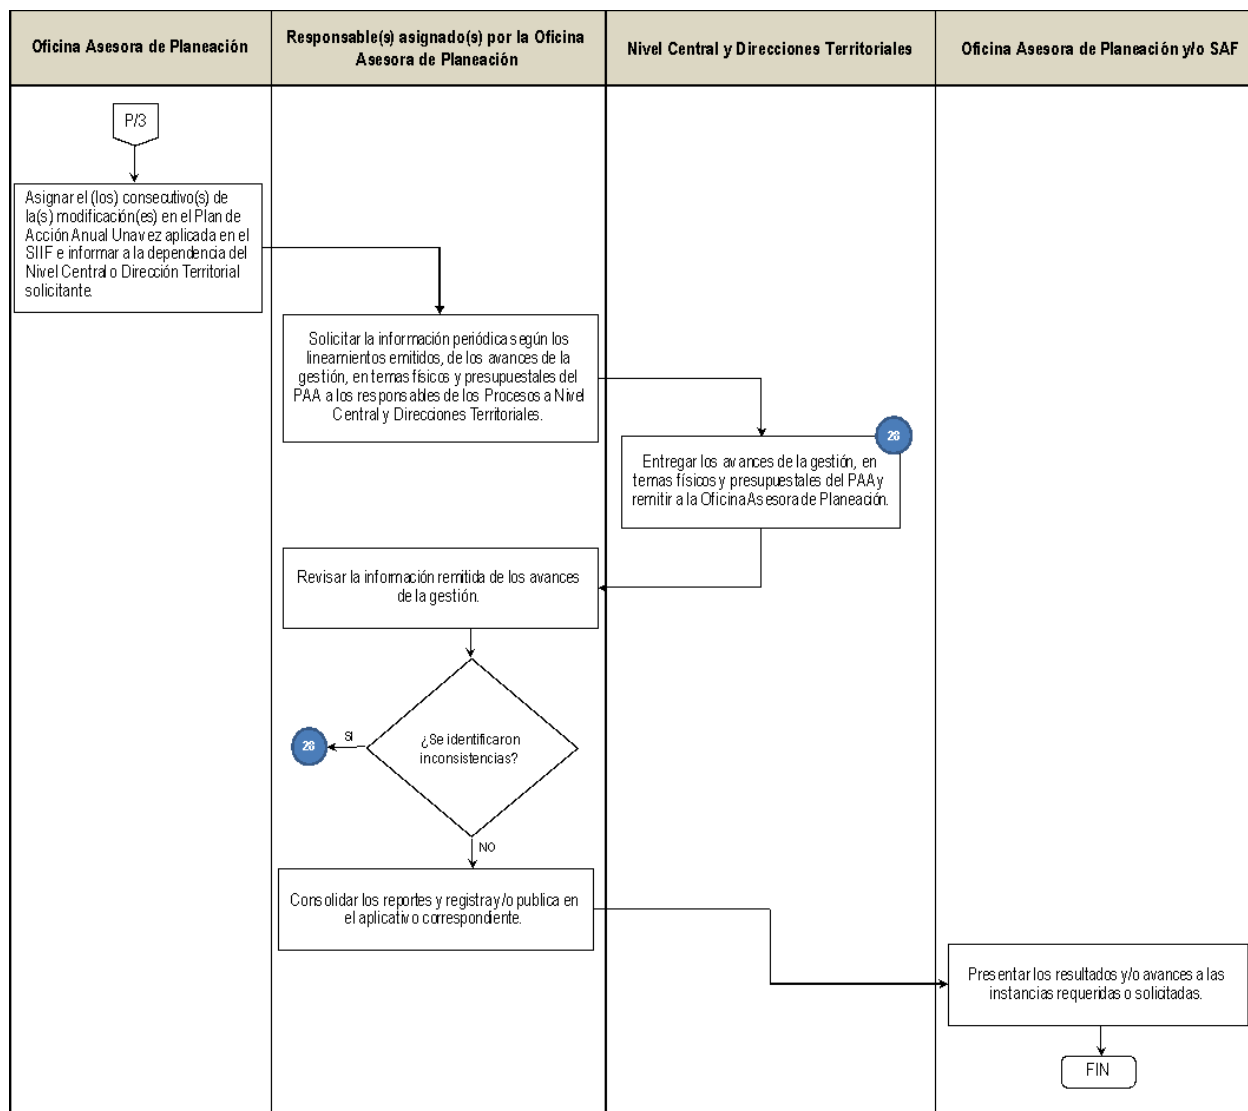 Oficina Asesora de Planeación
Responsable(s) asignado(s) por la Oficina
Asesora de Planeación
Nivel Central y Direcciones Territoriales
Oficina Asesora de Planeación y/o SAF
P/3
Asignar el (los) consecutivo(s) de
la(s) modificación(es) en el Plan de
Acción Anual Una vez aplicada en el
SIIF e informar a la dependencia del
Nivel Central o Dirección Territorial
solicitante.
Solicitar la información periódica según los
lineamientos emitidos, de los avances de la
gestión, en temas físicos y presupuestales del
PAA a los responsables de los Procesos a Nivel
Central y Direcciones Territoriales.
28
Entregar los avances de la gestión, en
temas físicos y presupuestales del PAA y
remitir a la Oficina Asesora de Planeación.
Revisar la información remitida de los avances
de la gestión.
28
SI
¿Se identificaron
inconsistencias?
NO
Consolidar los reportes y registra y/o publica en
el aplicativo correspondiente.
Presentar los resultados y/o avances a las
instancias requeridas o solicitadas.
FIN